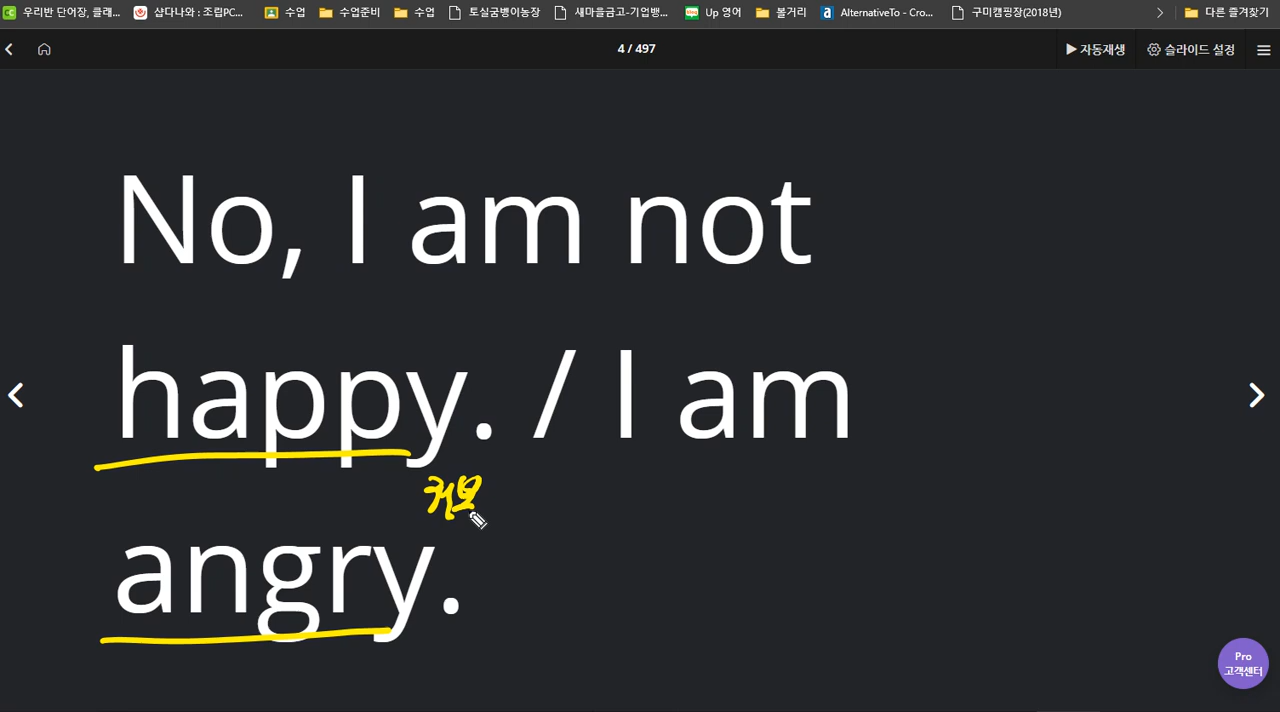 우리반 단어장, 클래... 샵다나와 : 조립PC... 수업 수업준비 수업 토실굼벵이농장 새마을금고-기업뱅... Up 영어 볼거리 AlternativeTo - Cro... 구미캠핑장(2018년) 다른 즐겨찾기
4 / 497 자동재생 슬라이드 설정
No, I am not
happy. / I am
angry.
Pro
고객센터